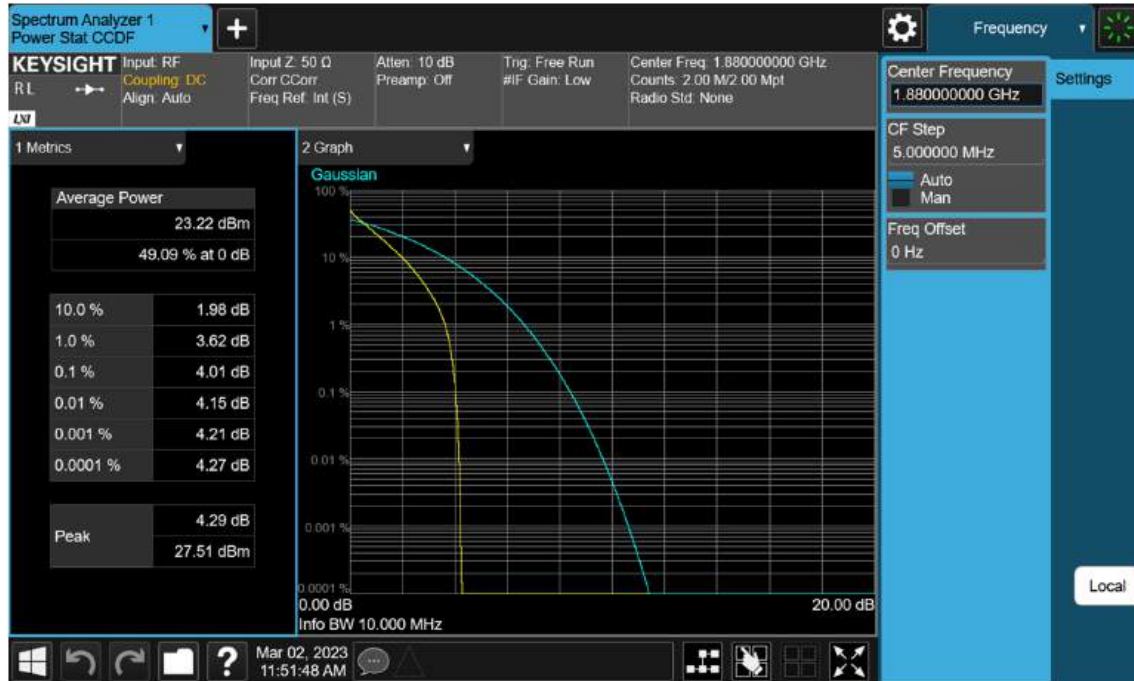 Spectrum Analyzer 1
Power Stat CCDF
+
Frequency
KEYSIGHT
RL
LXI
Input: RF
Coupling: DC
Align: Auto
Input Z: 50 Ω
Corr CCorr
Freq Ref: Int (S)
Atten: 10 dB
Preamp: Off
Trig: Free Run
#IF Gain: Low
Center Freq: 1.880000000 GHz
Counts: 2.00 M/2.00 Mpt
Radio Std: None
Center Frequency
1.880000000 GHz
Settings
CF Step
5.000000 MHz
Auto
Man
Freq Offset
0 Hz
1 Metrics
Average Power
23.22 dBm
49.09 % at 0 dB
10.0 % 1.98 dB
1.0 % 3.62 dB
0.1 % 4.01 dB
0.01 % 4.15 dB
0.001 % 4.21 dB
0.0001 % 4.27 dB
Peak 4.29 dB
27.51 dBm
2 Graph
Gaussian
100 %
10 %
1 %
0.1 %
0.01 %
0.001 %
0.0001 %
0.00 dB 20.00 dB
Info BW 10.000 MHz
Local
?
Mar 02, 2023
11:51:48 AM